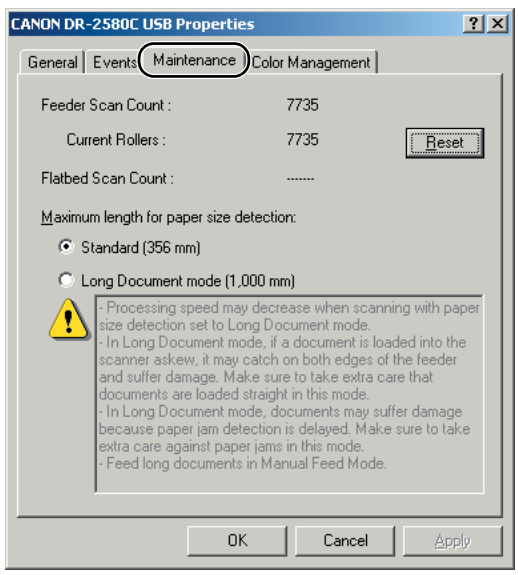 CANON DR-2580C USB Properties ? X
General Events Maintenance Color Management
Feeder Scan Count : 7735
Current Rollers : 7735 Reset
Flatbed Scan Count : -------
Maximum length for paper size detection:
Standard (356 mm)
Long Document mode (1,000 mm)
- Processing speed may decrease when scanning with paper
size detection set to Long Document mode.
- In Long Document mode, if a document is loaded into the
scanner askew, it may catch on both edges of the feeder
and suffer damage. Make sure to take extra care that
documents are loaded straight in this mode.
- In Long Document mode, documents may suffer damage
because paper jam detection is delayed. Make sure to take
extra care against paper jams in this mode.
- Feed long documents in Manual Feed Mode.
OK Cancel Apply